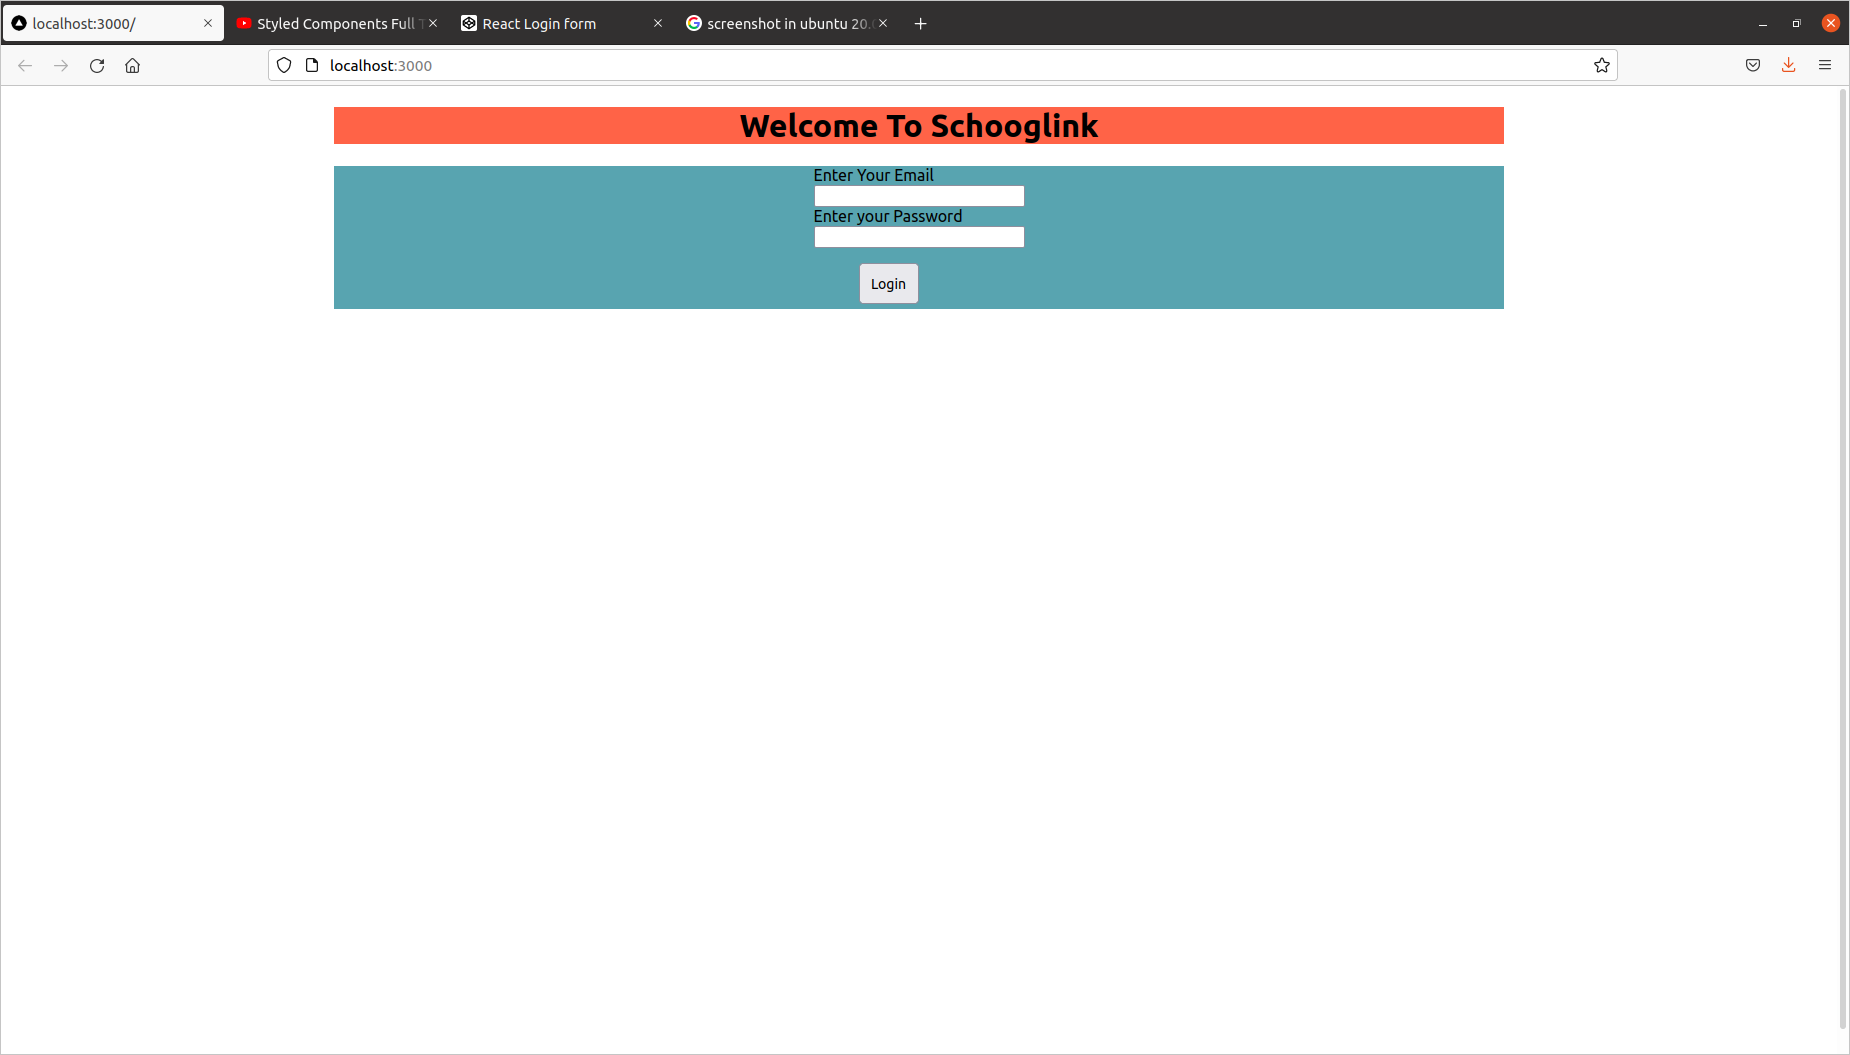 localhost:3000/
Styled Components Full
React Login form
screenshot in ubuntu 20.
localhost:3000
Welcome To Schooglink
Enter Your Email
Enter your Password
Login